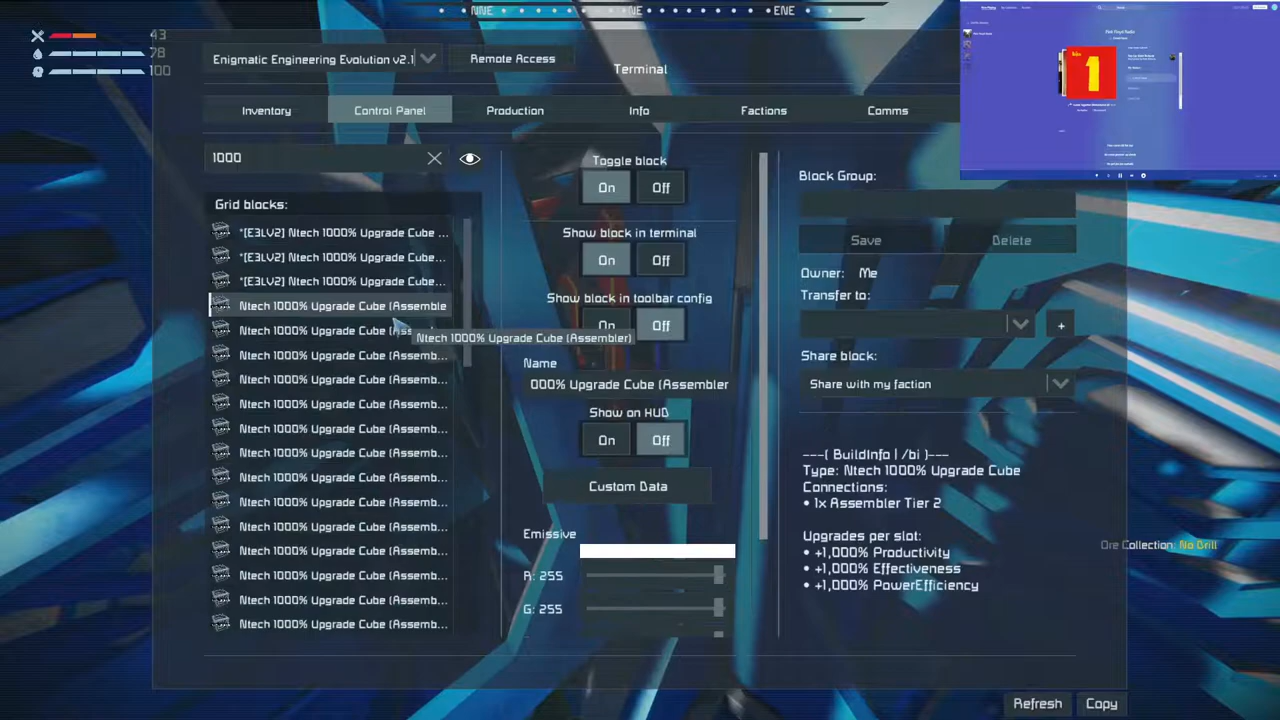 NNE NE ENE
43
78
100
Enigmatic Engineering Evolved v2.1
Remote Access
Terminal
Inventory
Control Panel
Production
Info
Factions
Comms
1000
Grid blocks:
*[E3LV2] Ntech 1000% Upgrade Cube ...
*[E3LV2] Ntech 1000% Upgrade Cube...
*[E3LV2] Ntech 1000% Upgrade Cube...
Ntech 1000% Upgrade Cube (Assemble
Ntech 1000% Upgrade Cube (Ass
Ntech 1000% Upgrade Cube (Assemb...
Ntech 1000% Upgrade Cube (Assemb...
Ntech 1000% Upgrade Cube (Assemb...
Ntech 1000% Upgrade Cube (Assemb...
Ntech 1000% Upgrade Cube (Assemb...
Ntech 1000% Upgrade Cube (Assemb...
Ntech 1000% Upgrade Cube (Assemb...
Ntech 1000% Upgrade Cube (Assemb...
Ntech 1000% Upgrade Cube (Assemb...
Ntech 1000% Upgrade Cube (Assemb...
Ntech 1000% Upgrade Cube (Assemb...
Ntech 1000% Upgrade Cube (Assemb...
Ntech 1000% Upgrade Cube (Assembler)
Toggle block
On Off
Show block in terminal
On Off
Show block in toolbar config
On Off
Name
000% Upgrade Cube (Assembler
Show on HUD
On Off
Custom Data
Emissive
R: 255
G: 255
Block Group:
Save
Delete
Owner: Me
Transfer to:
+
Share block:
Share with my faction
---( BuildInfo | /bi )---
Type: Ntech 1000% Upgrade Cube
Connections:
• 1x Assembler Tier 2
Upgrades per slot:
• +1,000% Productivity
• +1,000% Effectiveness
• +1,000% PowerEfficiency
Ore Collection: No Drill
Refresh
Copy
Pink Floyd Radio
1